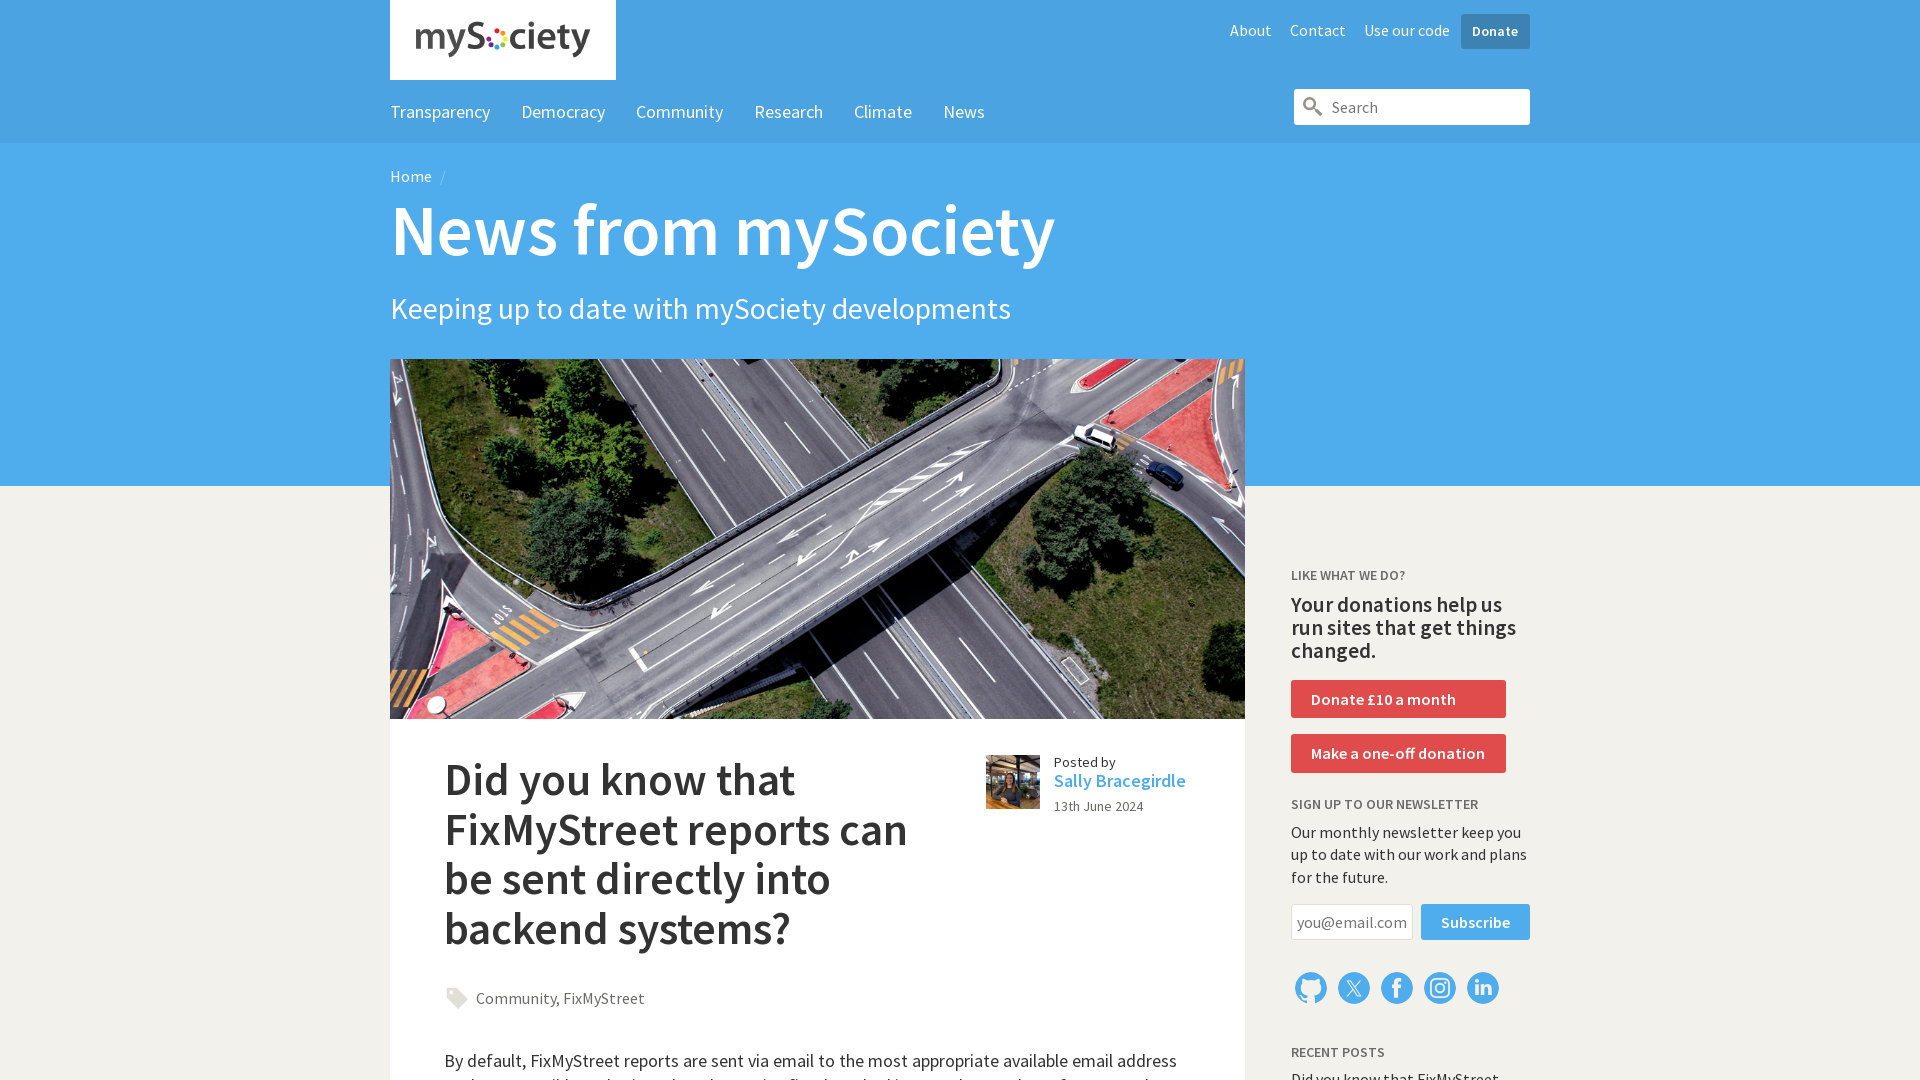 mySociety
About Contact Use our code Donate
Transparency Democracy Community Research Climate News
Search
Home /
News from mySociety
Keeping up to date with mySociety developments
STOP
Did you know that
FixMyStreet reports can
be sent directly into
backend systems?
Posted by
Sally Bracegirdle
13th June 2024
Community, FixMyStreet
By default, FixMyStreet reports are sent via email to the most appropriate available email address
LIKE WHAT WE DO?
Your donations help us
run sites that get things
changed.
Donate £10 a month
Make a one-off donation
SIGN UP TO OUR NEWSLETTER
Our monthly newsletter keep you
up to date with our work and plans
for the future.
you@email.com Subscribe
RECENT POSTS
Did you know that FixMyStreet